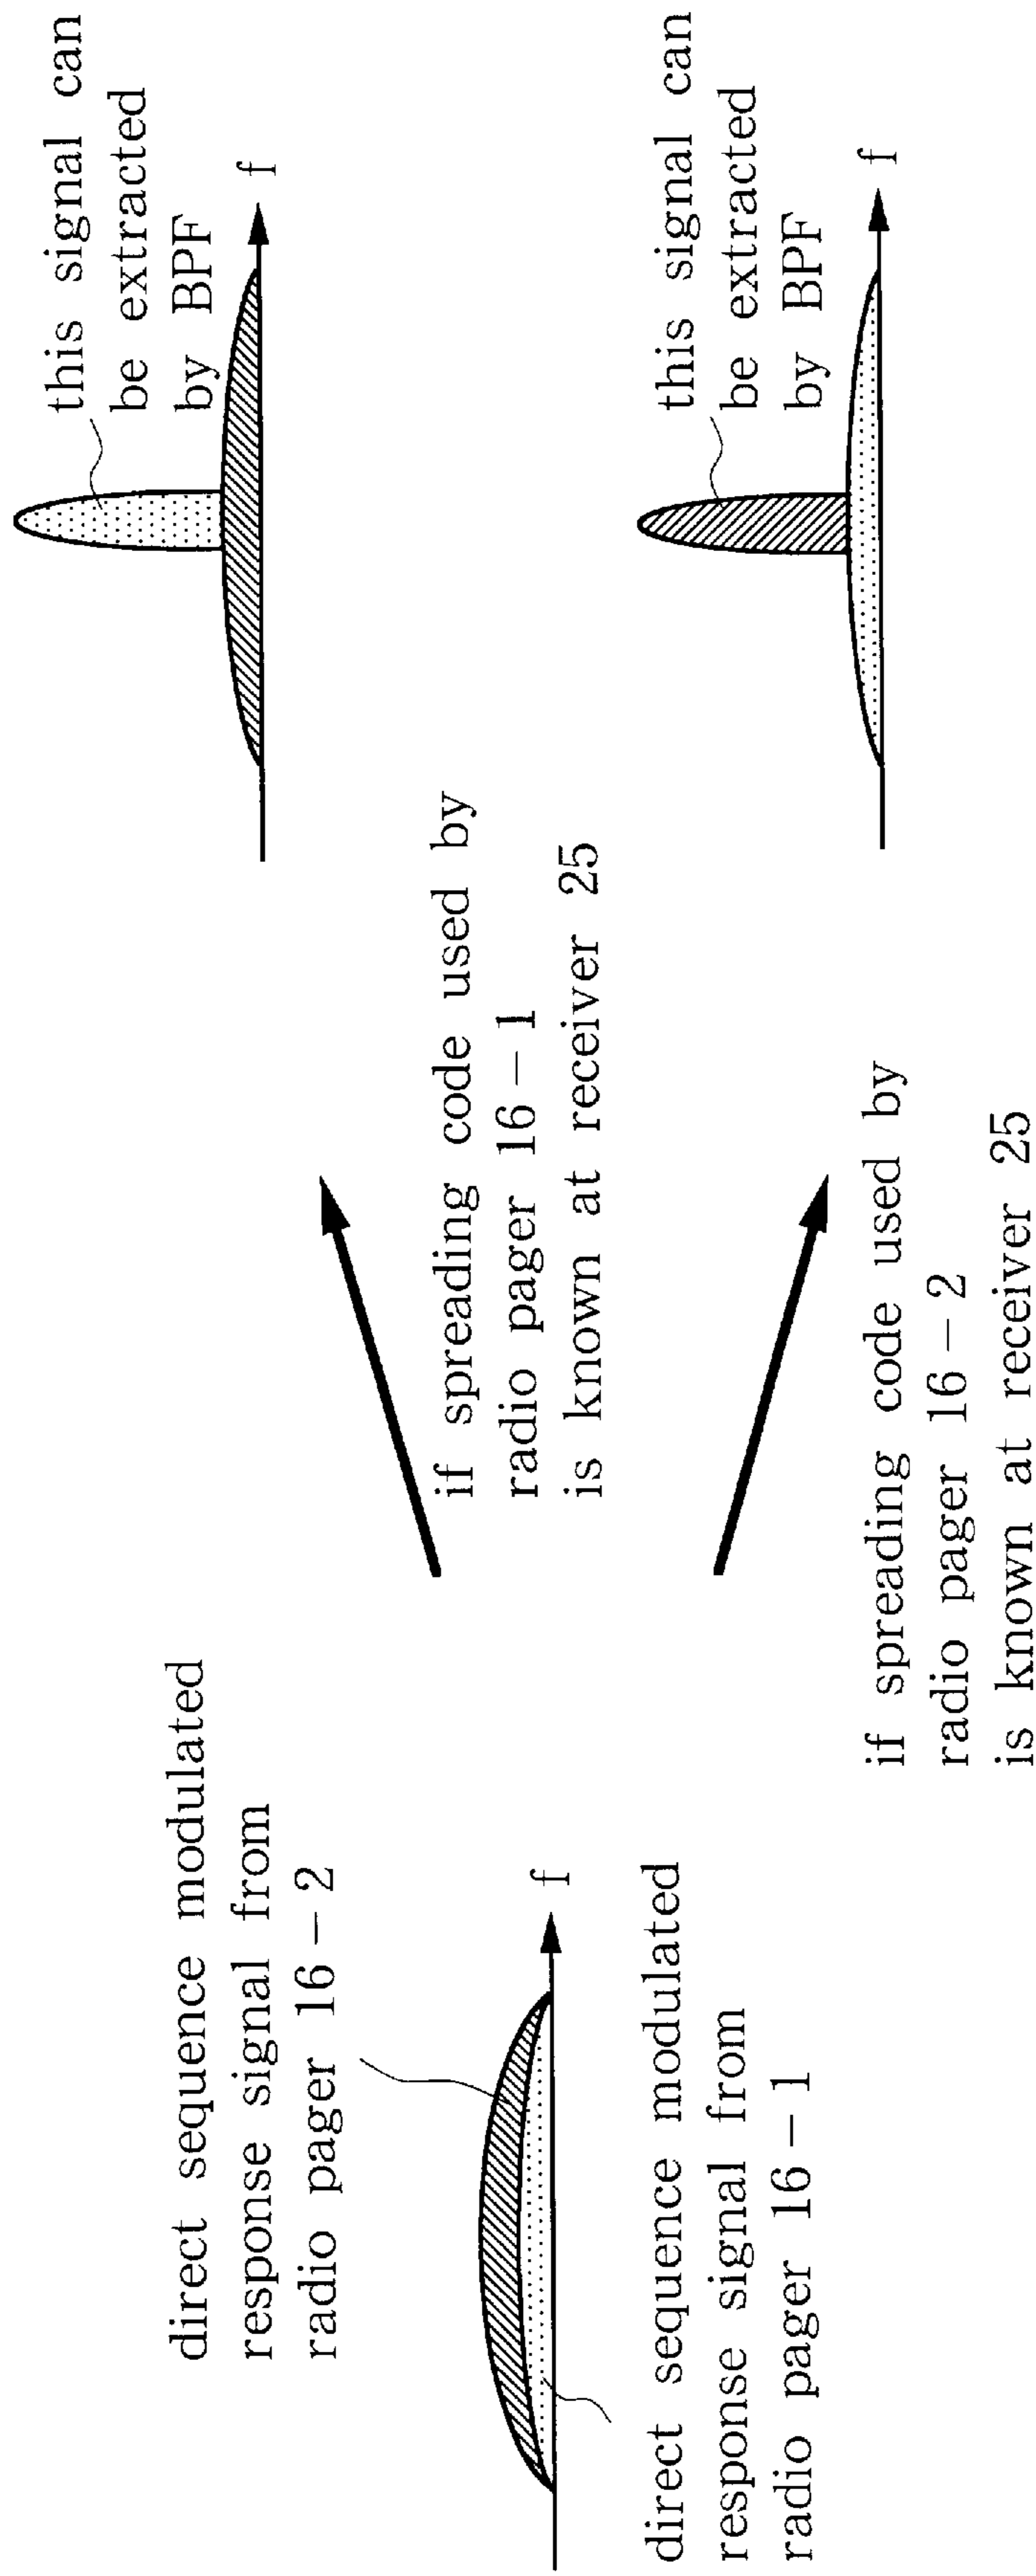 direct sequence modulated
response signal from
radio pager 16-2
f
direct sequence modulated
response signal from
radio pager 16-1
if spreading code used by
radio pager 16-1
is known at receiver 25
if spreading code used by
radio pager 16-2
is known at receiver 25
this signal can
be extracted
by BPF
f
this signal can
be extracted
by BPF
f